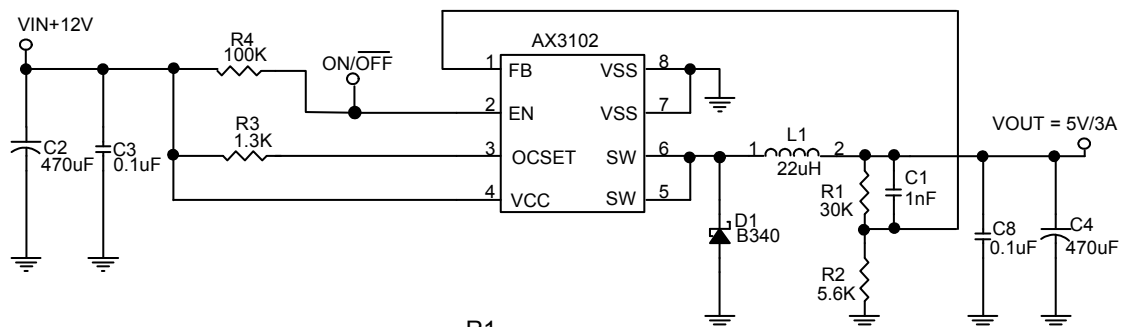 VIN+12V
R4
100K
ON/OFF
AX3102
1
FB
VSS
8
2
EN
VSS
7
R3
1.3K
3
OCSET
SW
6
4
VCC
SW
5
C2
470uF
C3
0.1uF
1
L1
2
22uH
VOUT = 5V/3A
D1
B340
R1
30K
C1
1nF
R2
5.6K
C8
0.1uF
C4
470uF
R1